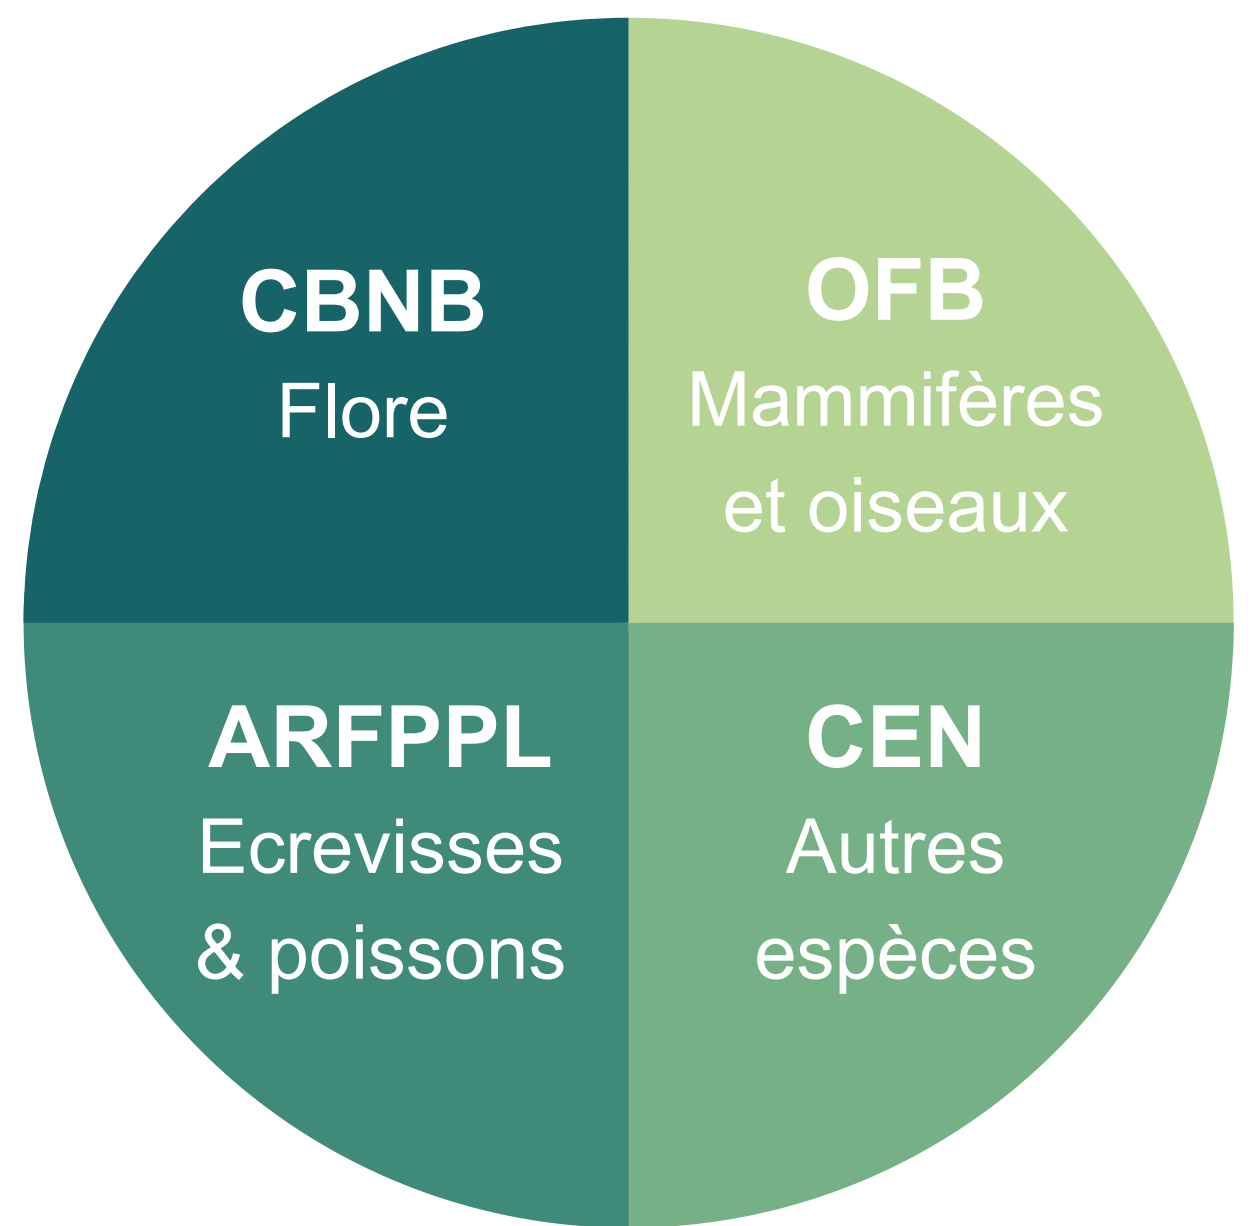 CBNB
Flore
OFB
Mammifères
et oiseaux
ARFPPL
Ecrevisses
& poissons
CEN
Autres
espèces